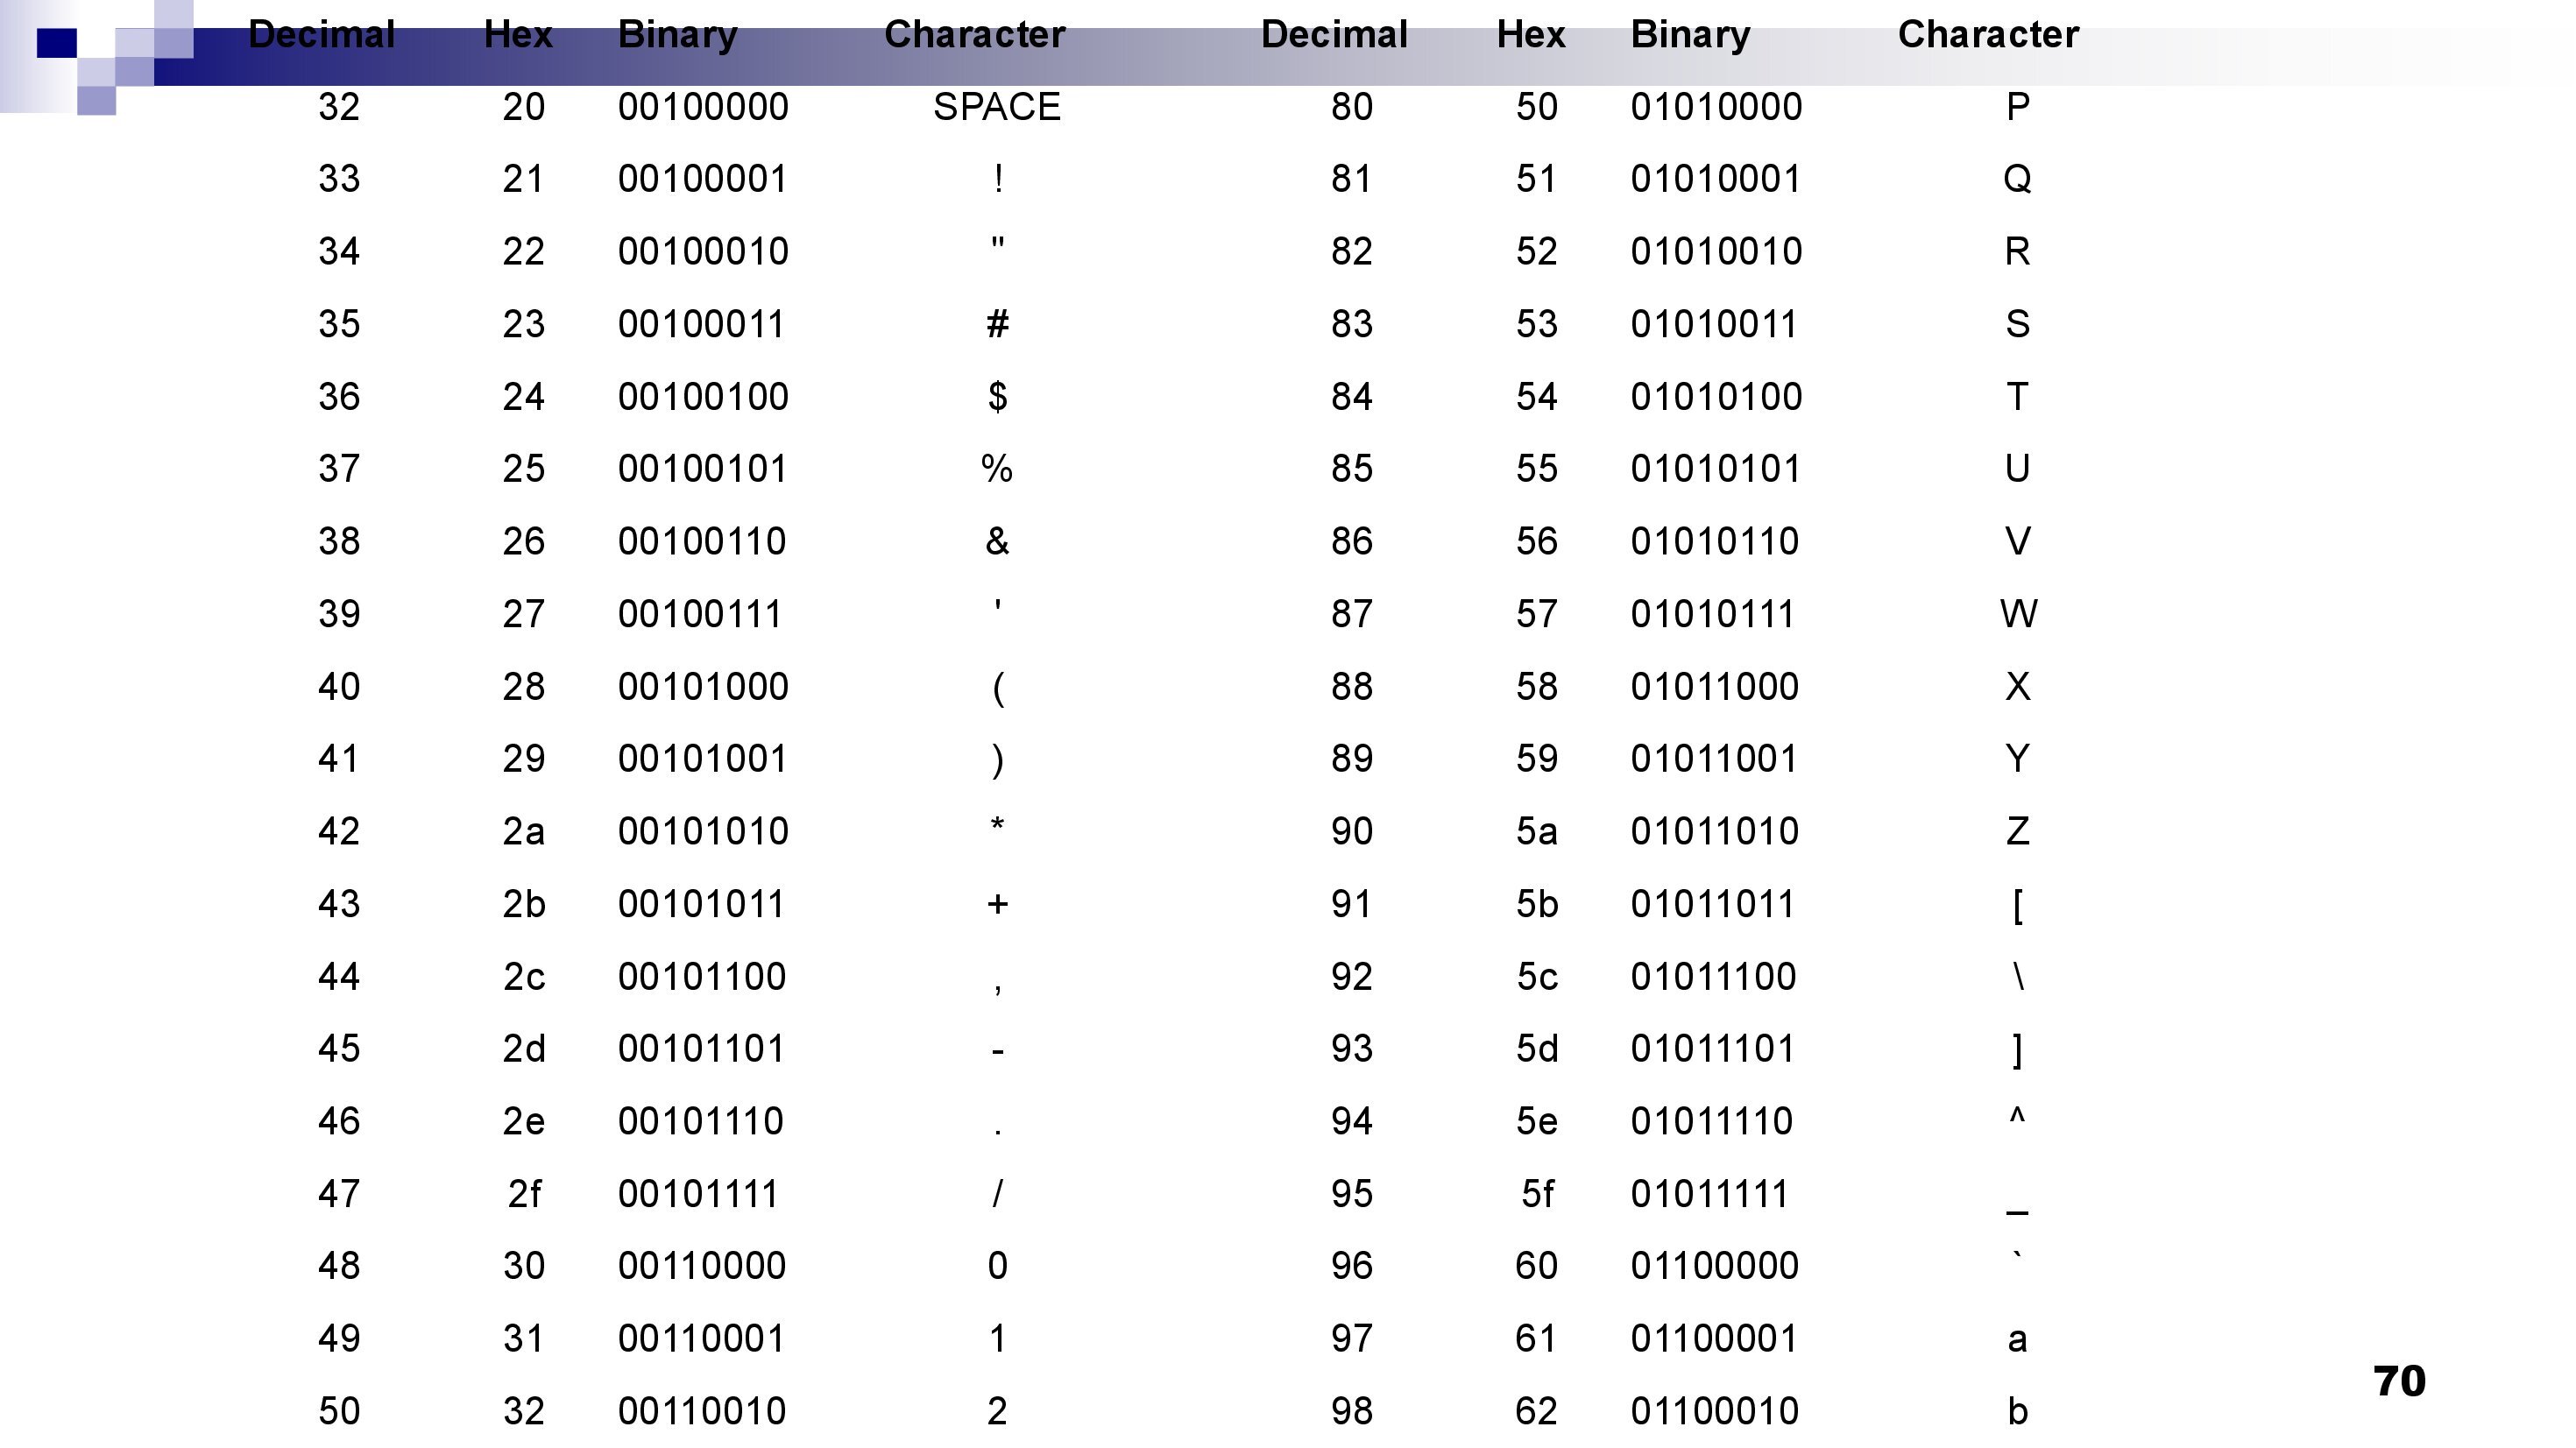 Decimal Hex Binary Character Decimal Hex Binary Character
32 20 00100000 SPACE 80 50 01010000 P
33 21 00100001 ! 81 51 01010001 Q
34 22 00100010 " 82 52 01010010 R
35 23 00100011 # 83 53 01010011 S
36 24 00100100 $ 84 54 01010100 T
37 25 00100101 % 85 55 01010101 U
38 26 00100110 & 86 56 01010110 V
39 27 00100111 ' 87 57 01010111 W
40 28 00101000 ( 88 58 01011000 X
41 29 00101001 ) 89 59 01011001 Y
42 2a 00101010 * 90 5a 01011010 Z
43 2b 00101011 + 91 5b 01011011 [
44 2c 00101100 , 92 5c 01011100 \
45 2d 00101101 - 93 5d 01011101 ]
46 2e 00101110 . 94 5e 01011110 ^
47 2f 00101111 / 95 5f 01011111 _
48 30 00110000 0 96 60 01100000 `
49 31 00110001 1 97 61 01100001 a
50 32 00110010 2 98 62 01100010 b
70